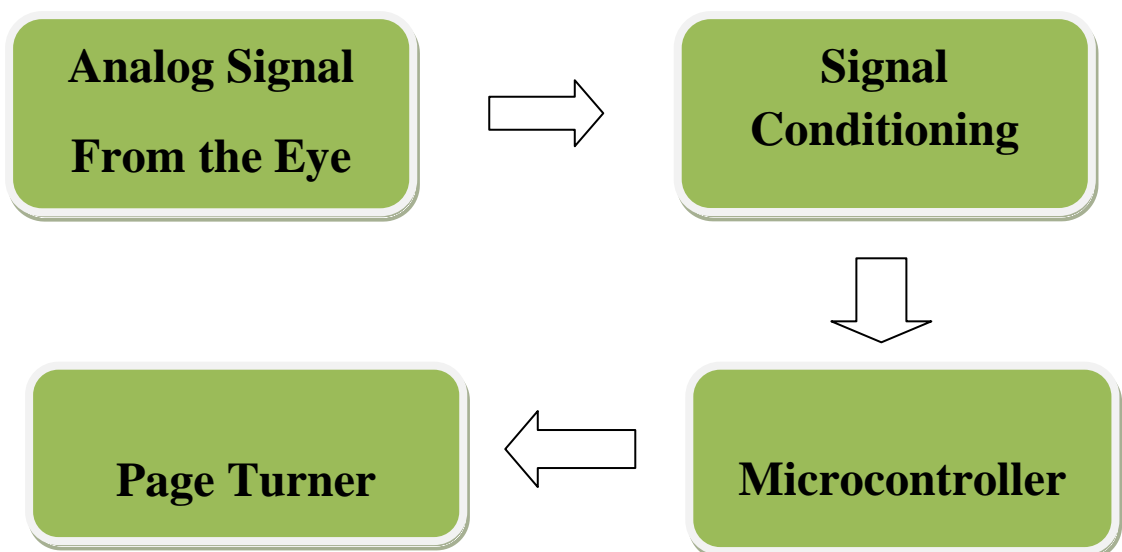 Analog Signal
From the Eye
Signal
Conditioning
Microcontroller
Page Turner